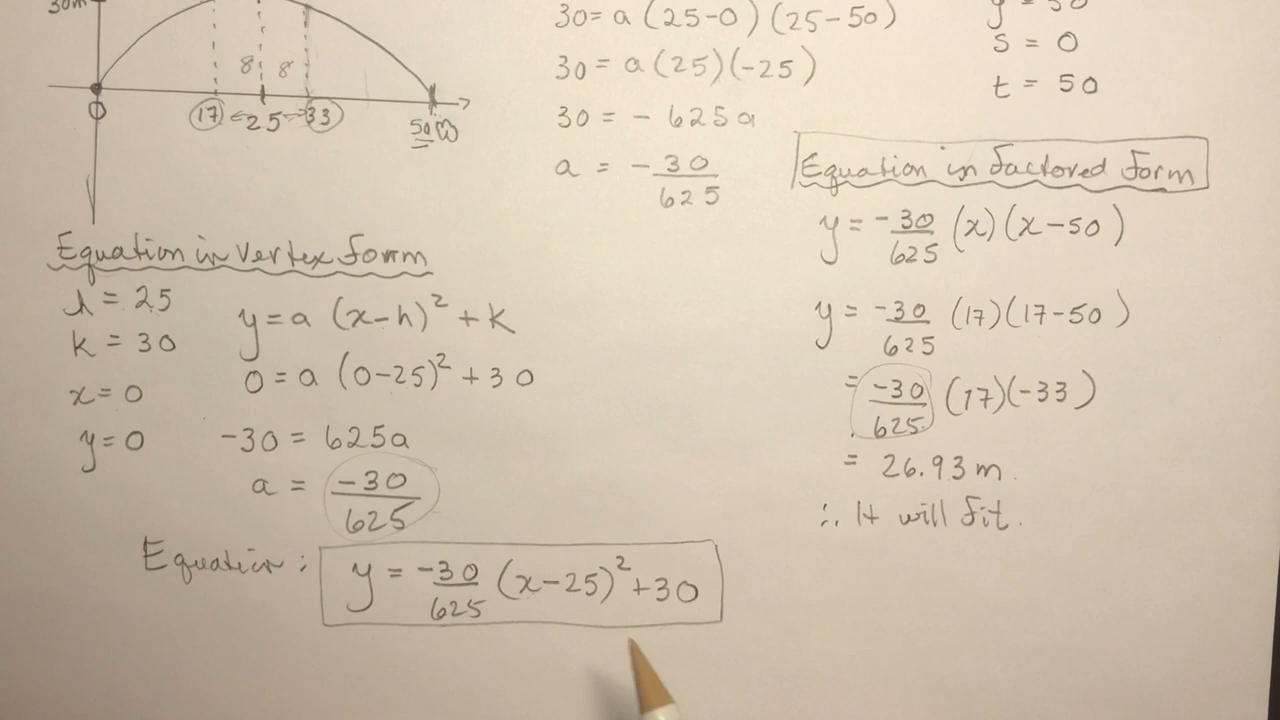 30m
8 8
0 17 ← 25 → 33 50m
30 = a (25-0) (25-50)
30 = a (25)(-25)
30 = - 625a
a = -30/625
s = 0
t = 50
Equation in factored form
y = -30/625 (x)(x-50)
y = -30/625 (17)(17-50)
= -30/625 (17)(-33)
= 26.93 m.
∴ It will fit.
Equation in vertex form
h = 25
k = 30
x = 0
y = 0
y = a (x-h)² + k
0 = a (0-25)² + 30
-30 = 625a
a = -30/625
Equation: y = -30/625 (x-25)² + 30